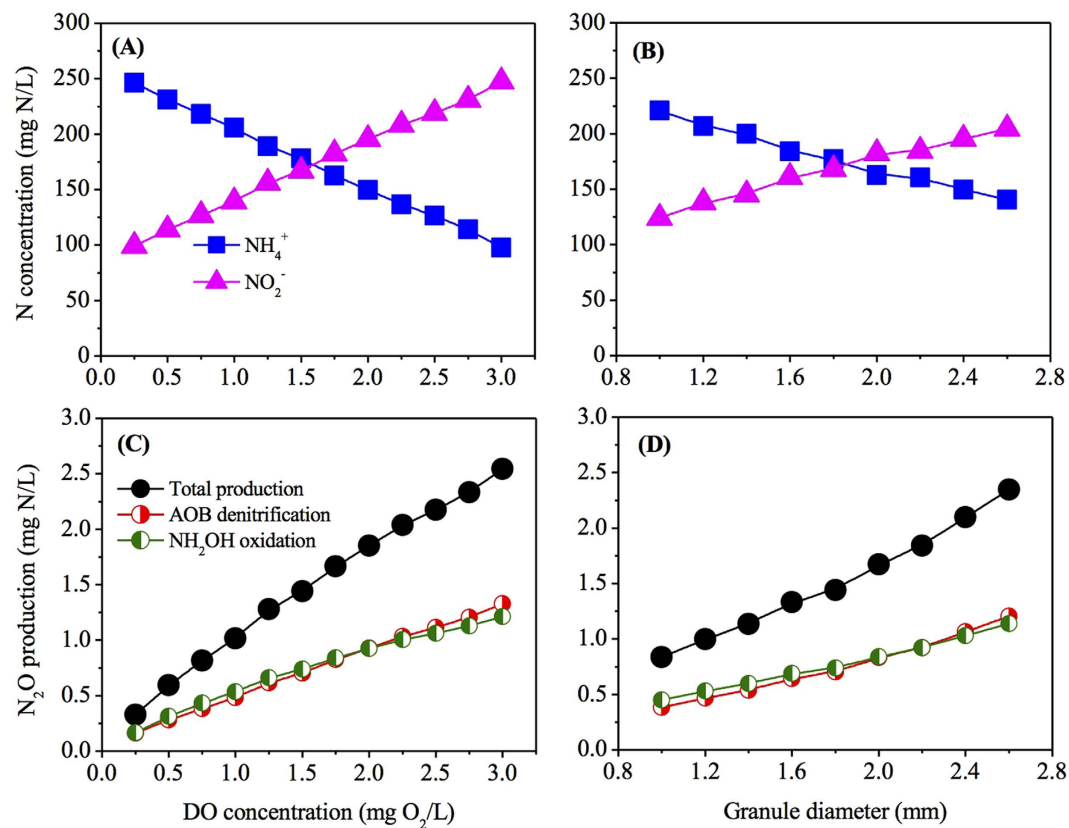 (A)
N concentration (mg N/L)
300
250
200
150
100
50
0
NH₄⁺
NO₂⁻
0.0 0.5 1.0 1.5 2.0 2.5 3.0
(B)
300
250
200
150
100
50
0
0.8 1.2 1.6 2.0 2.4 2.8
(C)
N₂O production (mg N/L)
3.0
2.5
2.0
1.5
1.0
0.5
0.0
Total production
AOB denitrification
NH₂OH oxidation
0.0 0.5 1.0 1.5 2.0 2.5 3.0
DO concentration (mg O₂/L)
(D)
3.0
2.5
2.0
1.5
1.0
0.5
0.0
0.8 1.2 1.6 2.0 2.4 2.8
Granule diameter (mm)